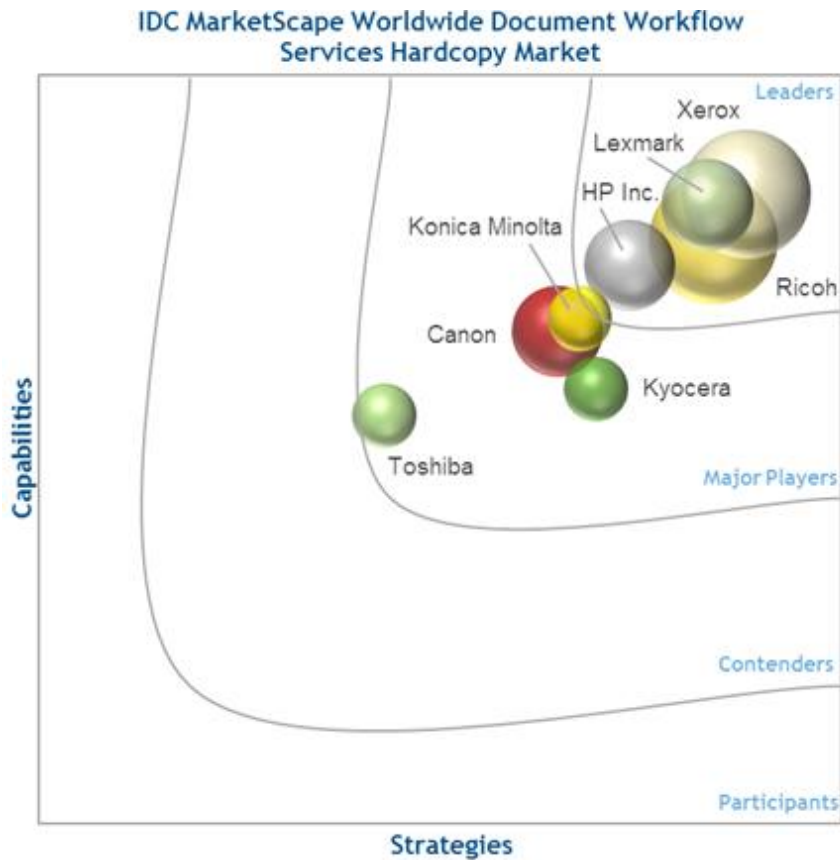 IDC MarketScape Worldwide Document Workflow
Services Hardcopy Market
Leaders
Xerox
Lexmark
HP Inc.
Konica Minolta
Ricoh
Canon
Kyocera
Toshiba
Capabilities
Major Players
Contenders
Participants
Strategies